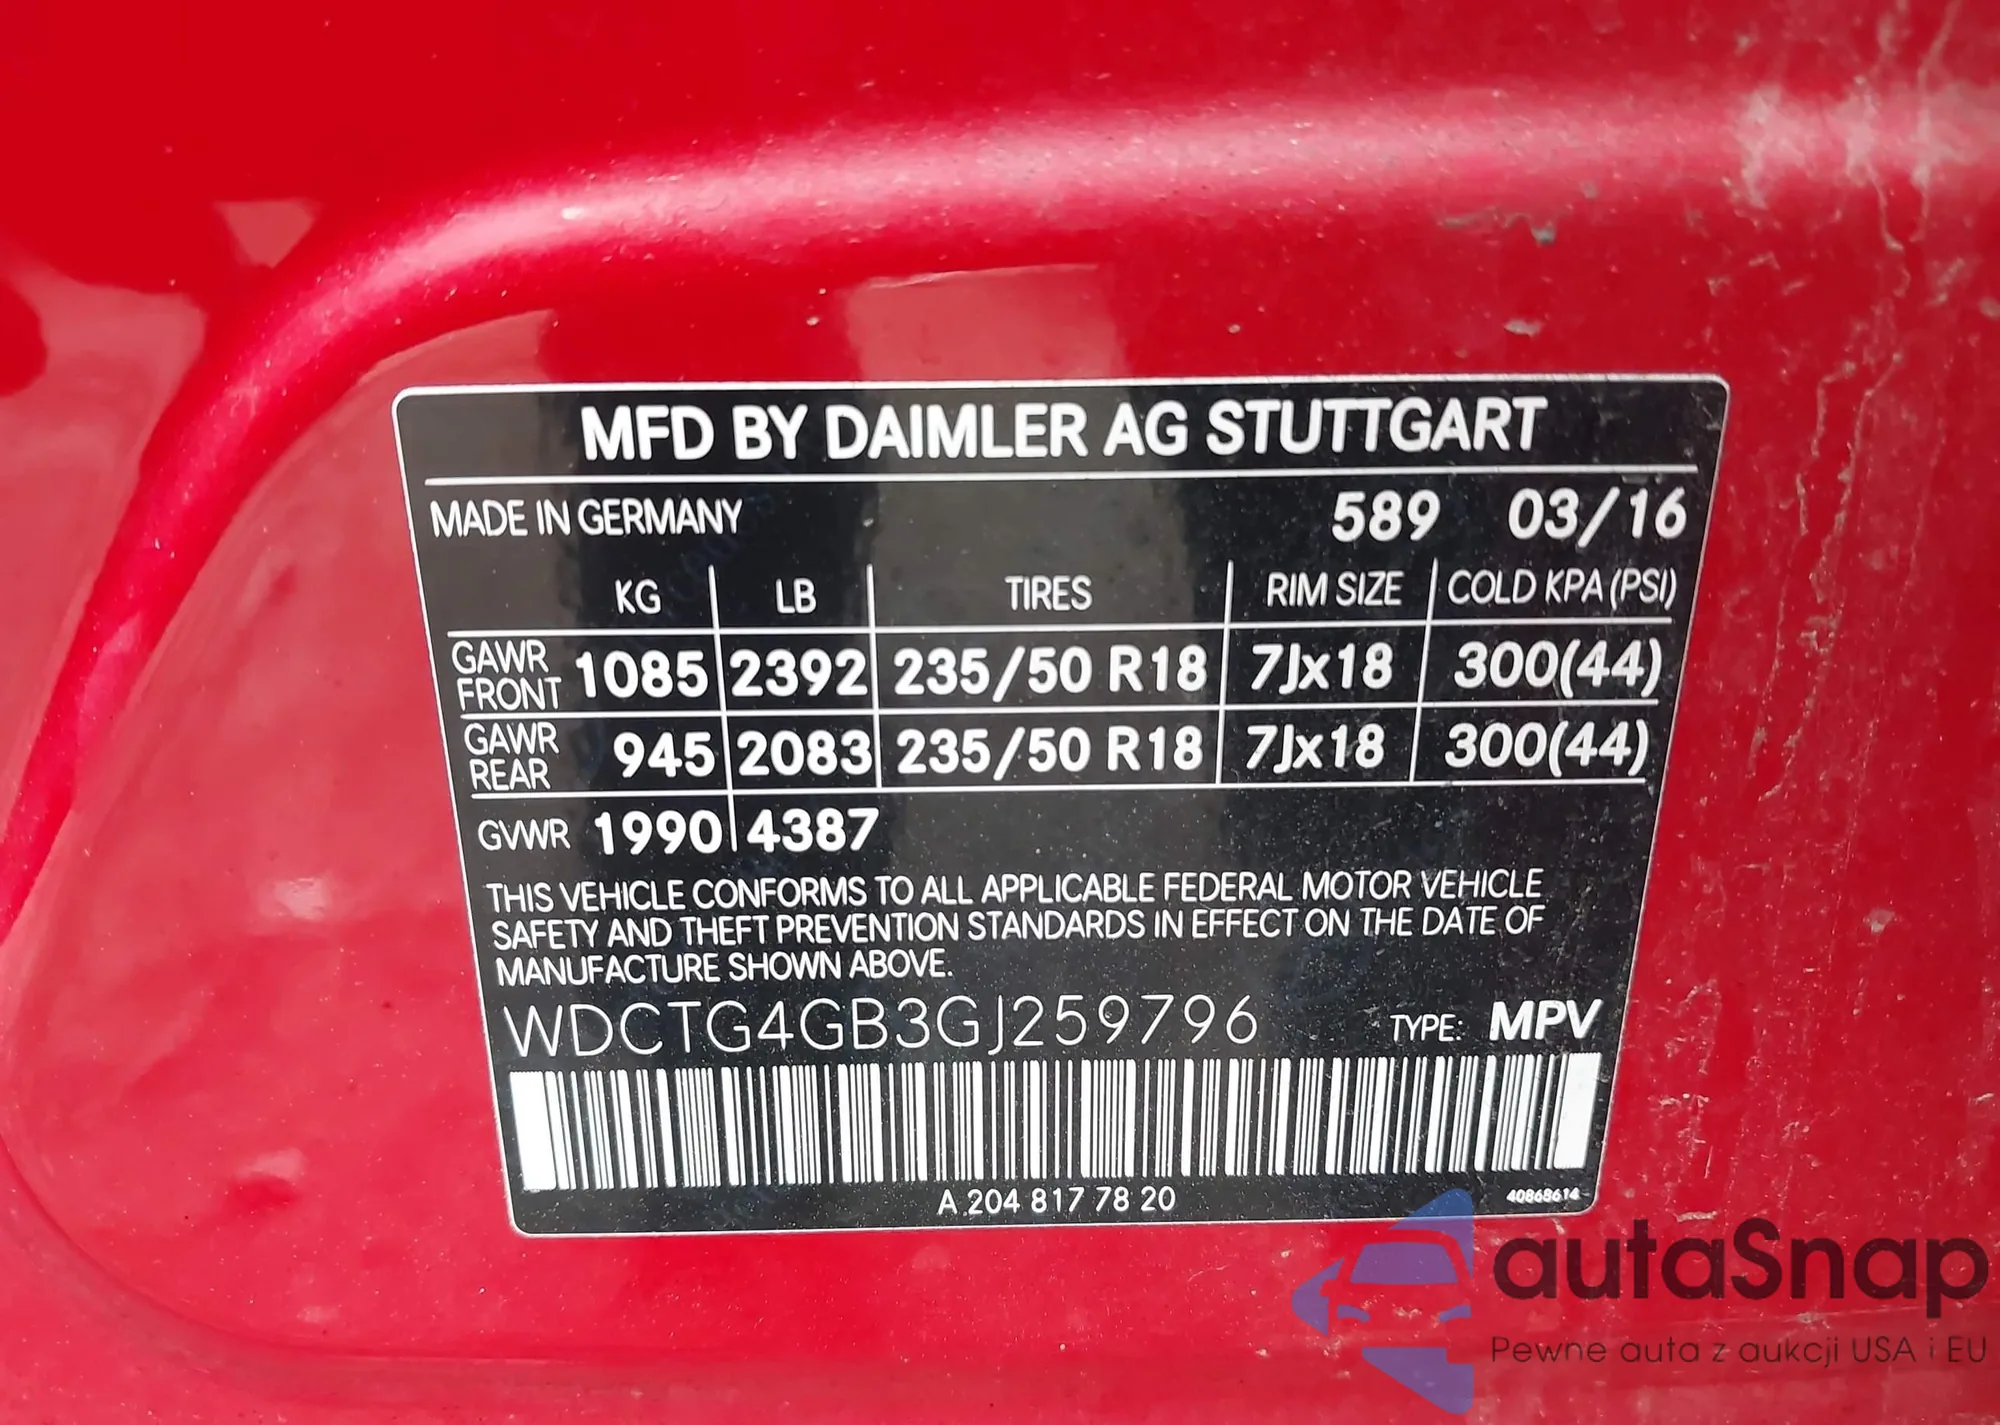 MFD BY DAIMLER AG STUTTGART
MADE IN GERMANY 589 03/16
KG LB TIRES RIM SIZE COLD KPA (PSI)
GAWR FRONT 1085 2392 235/50 R18 7Jx18 300(44)
GAWR REAR 945 2083 235/50 R18 7Jx18 300(44)
GVWR 1990 4387
THIS VEHICLE CONFORMS TO ALL APPLICABLE FEDERAL MOTOR VEHICLE
SAFETY AND THEFT PREVENTION STANDARDS IN EFFECT ON THE DATE OF
MANUFACTURE SHOWN ABOVE.
WDCTG4GB3GJ259796 TYPE: MPV
A 204 817 78 20 40868614
autaSnap
Pewne auta z aukcji USA i EU